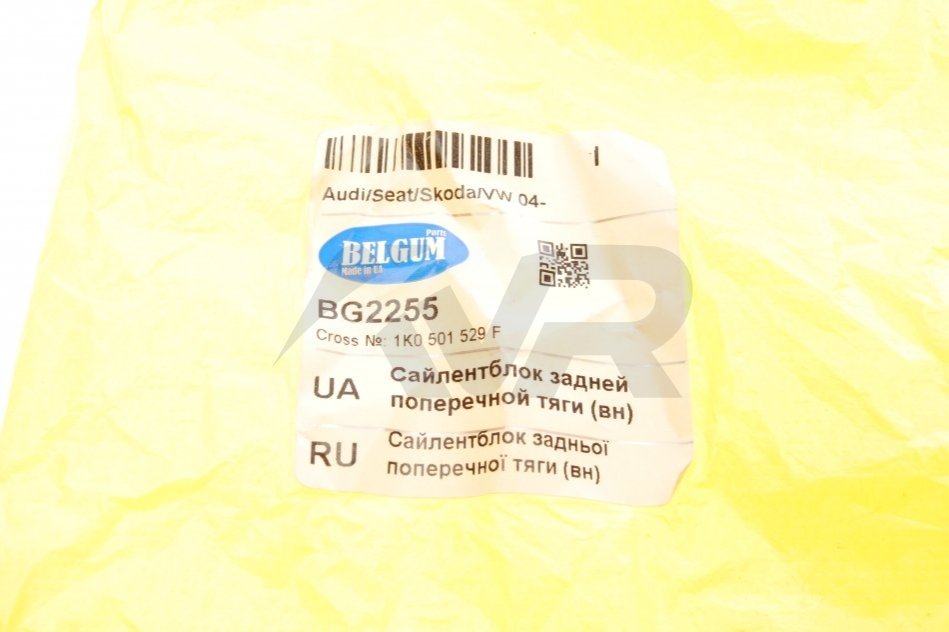 Audi/Seat/Skoda/VW 04-
Parts
BELGUM
Made in UA
BG2255
Cross №: 1K0 501 529 F
UA Сайлентблок задней
поперечной тяги (вн)
RU Сайлентблок задньої
поперечної тяги (вн)
VR